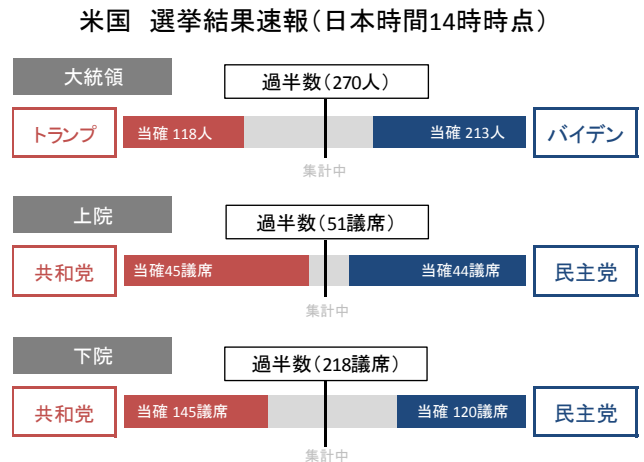 米国 選挙結果速報(日本時間14時時点)
大統領
過半数(270人)
トランプ
当確 118人
当確 213人
バイデン
集計中
上院
過半数(51議席)
共和党
当確45議席
当確44議席
民主党
集計中
下院
過半数(218議席)
共和党
当確 145議席
当確 120議席
民主党
集計中